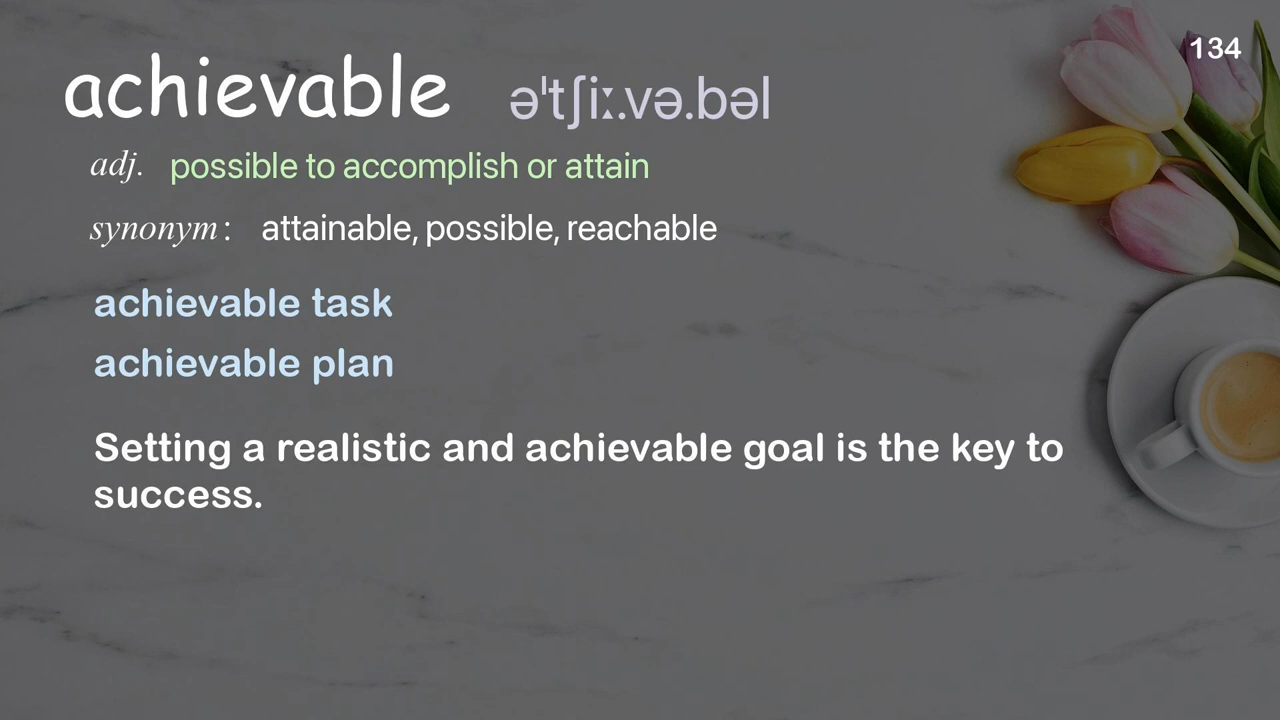 134
achievable əˈtʃiː.və.bəl
adj. possible to accomplish or attain
synonym: attainable, possible, reachable
achievable task
achievable plan
Setting a realistic and achievable goal is the key to
success.